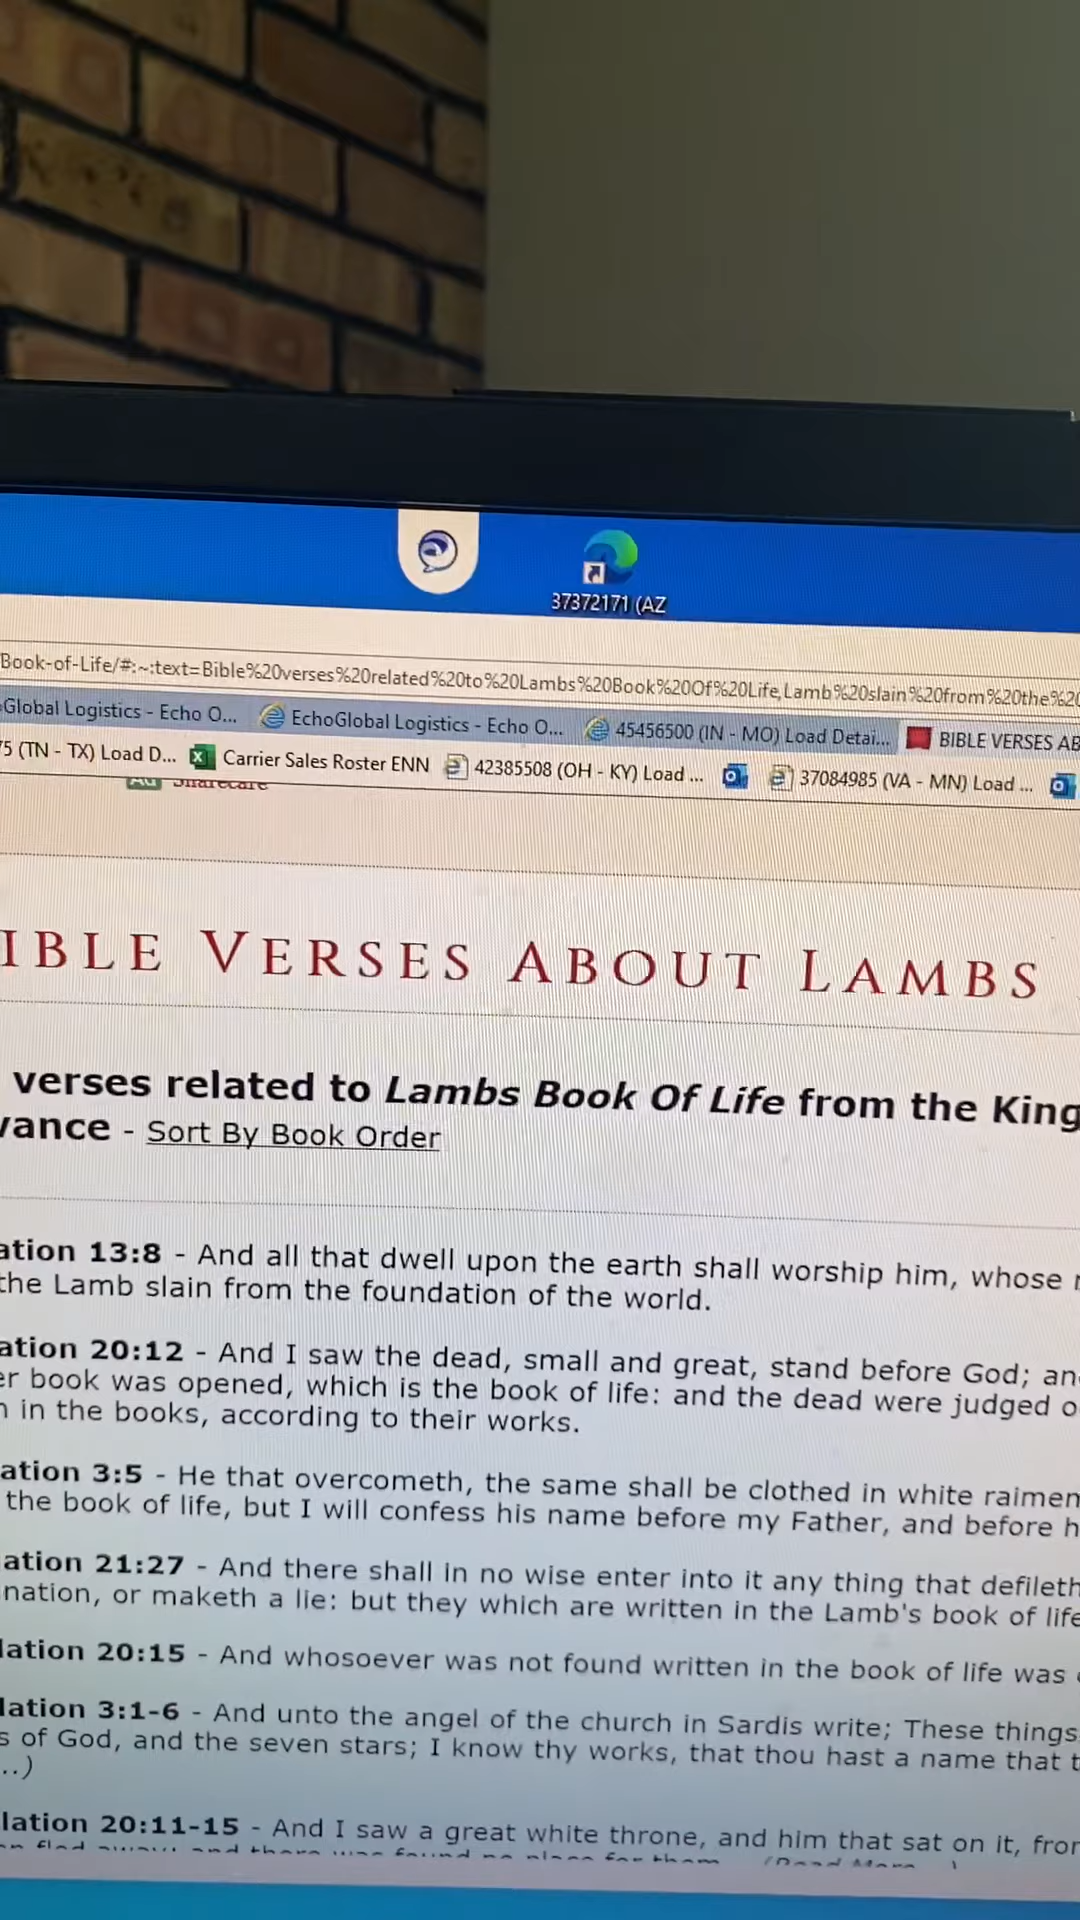 37372171 (AZ
Book-of-Life/#:~:text=Bible%20verses%20related%20to%20Lambs%20Book%20Of%20Life,Lamb%20slain%20from%20the%20
Global Logistics - Echo O... EchoGlobal Logistics - Echo O... 45456500 (IN - MO) Load Detai... BIBLE VERSES AB
5 (TN - TX) Load D... Carrier Sales Roster ENN 42385508 (OH - KY) Load ... 37084985 (VA - MN) Load ...
Ad Sharecare
IBLE VERSES ABOUT LAMBS
verses related to Lambs Book Of Life from the King
vance - Sort By Book Order
ation 13:8 - And all that dwell upon the earth shall worship him, whose
the Lamb slain from the foundation of the world.
ation 20:12 - And I saw the dead, small and great, stand before God; an
er book was opened, which is the book of life: and the dead were judged o
n in the books, according to their works.
ation 3:5 - He that overcometh, the same shall be clothed in white raimen
the book of life, but I will confess his name before my Father, and before h
ation 21:27 - And there shall in no wise enter into it any thing that defileth
nation, or maketh a lie: but they which are written in the Lamb's book of life
lation 20:15 - And whosoever was not found written in the book of life was
lation 3:1-6 - And unto the angel of the church in Sardis write; These things
s of God, and the seven stars; I know thy works, that thou hast a name that t
..)
lation 20:11-15 - And I saw a great white throne, and him that sat on it, fror